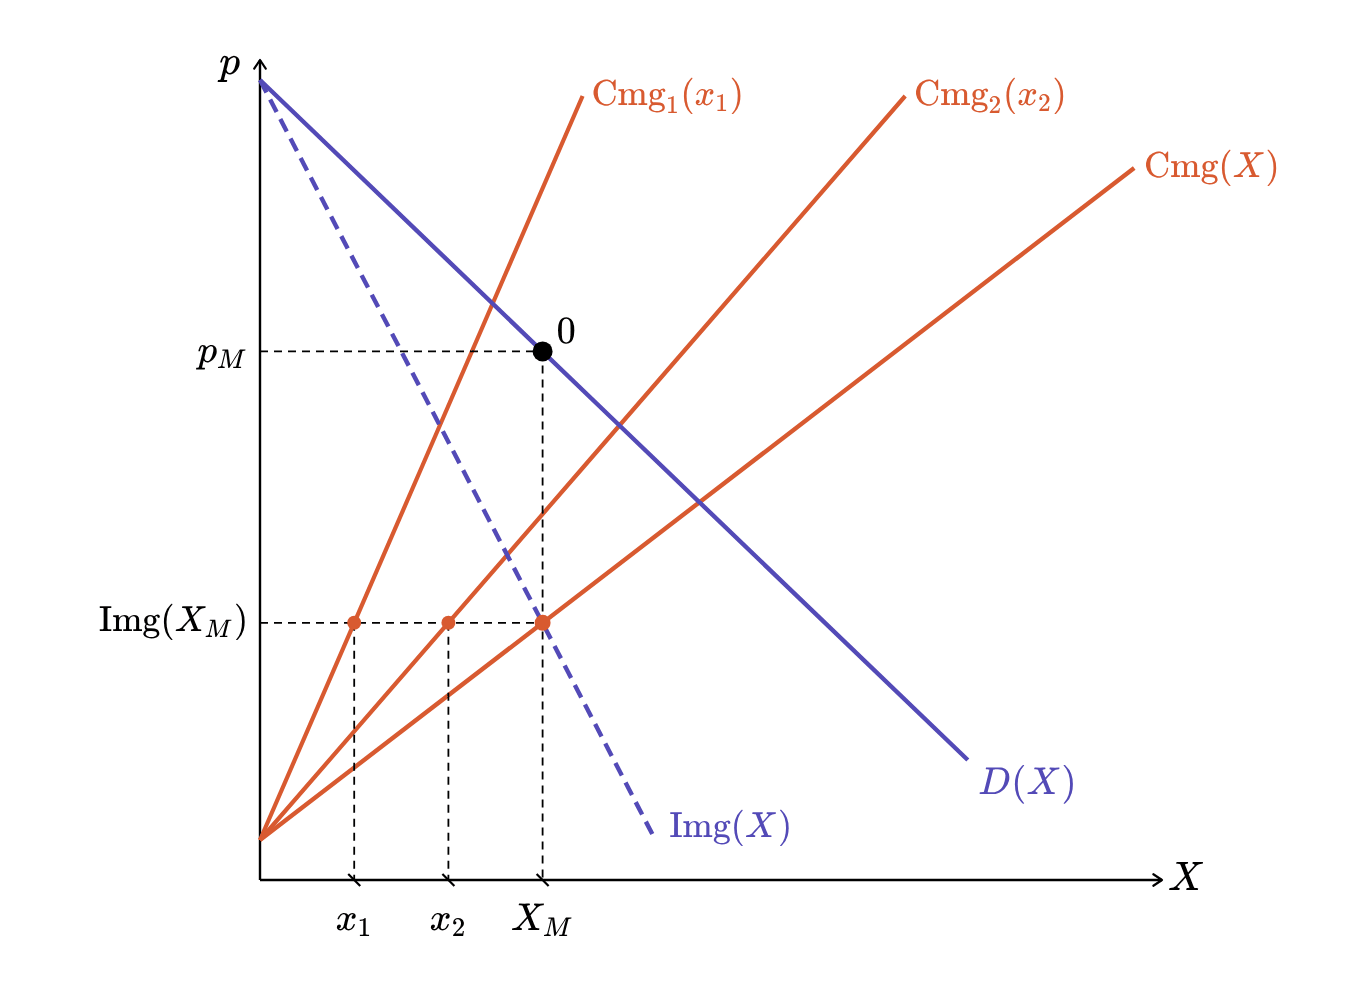 p
Cmg₁(x₁)
Cmg₂(x₂)
Cmg(X)
0
p_M
Img(X_M)
D(X)
Img(X)
X
x₁
x₂
X_M